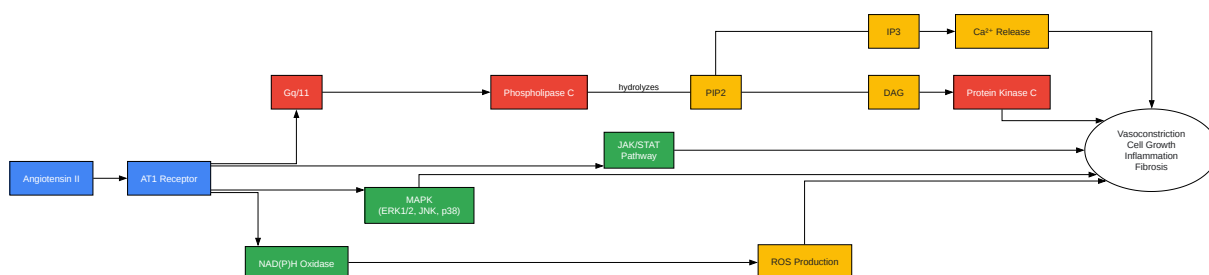 IP3
Ca²⁺ Release
Gq/11
Phospholipase C
hydrolyzes
PIP2
DAG
Protein Kinase C
Vasoconstriction
Cell Growth
Inflammation
Fibrosis
JAK/STAT
Pathway
Angiotensin II
AT1 Receptor
MAPK
(ERK1/2, JNK, p38)
NAD(P)H Oxidase
ROS Production